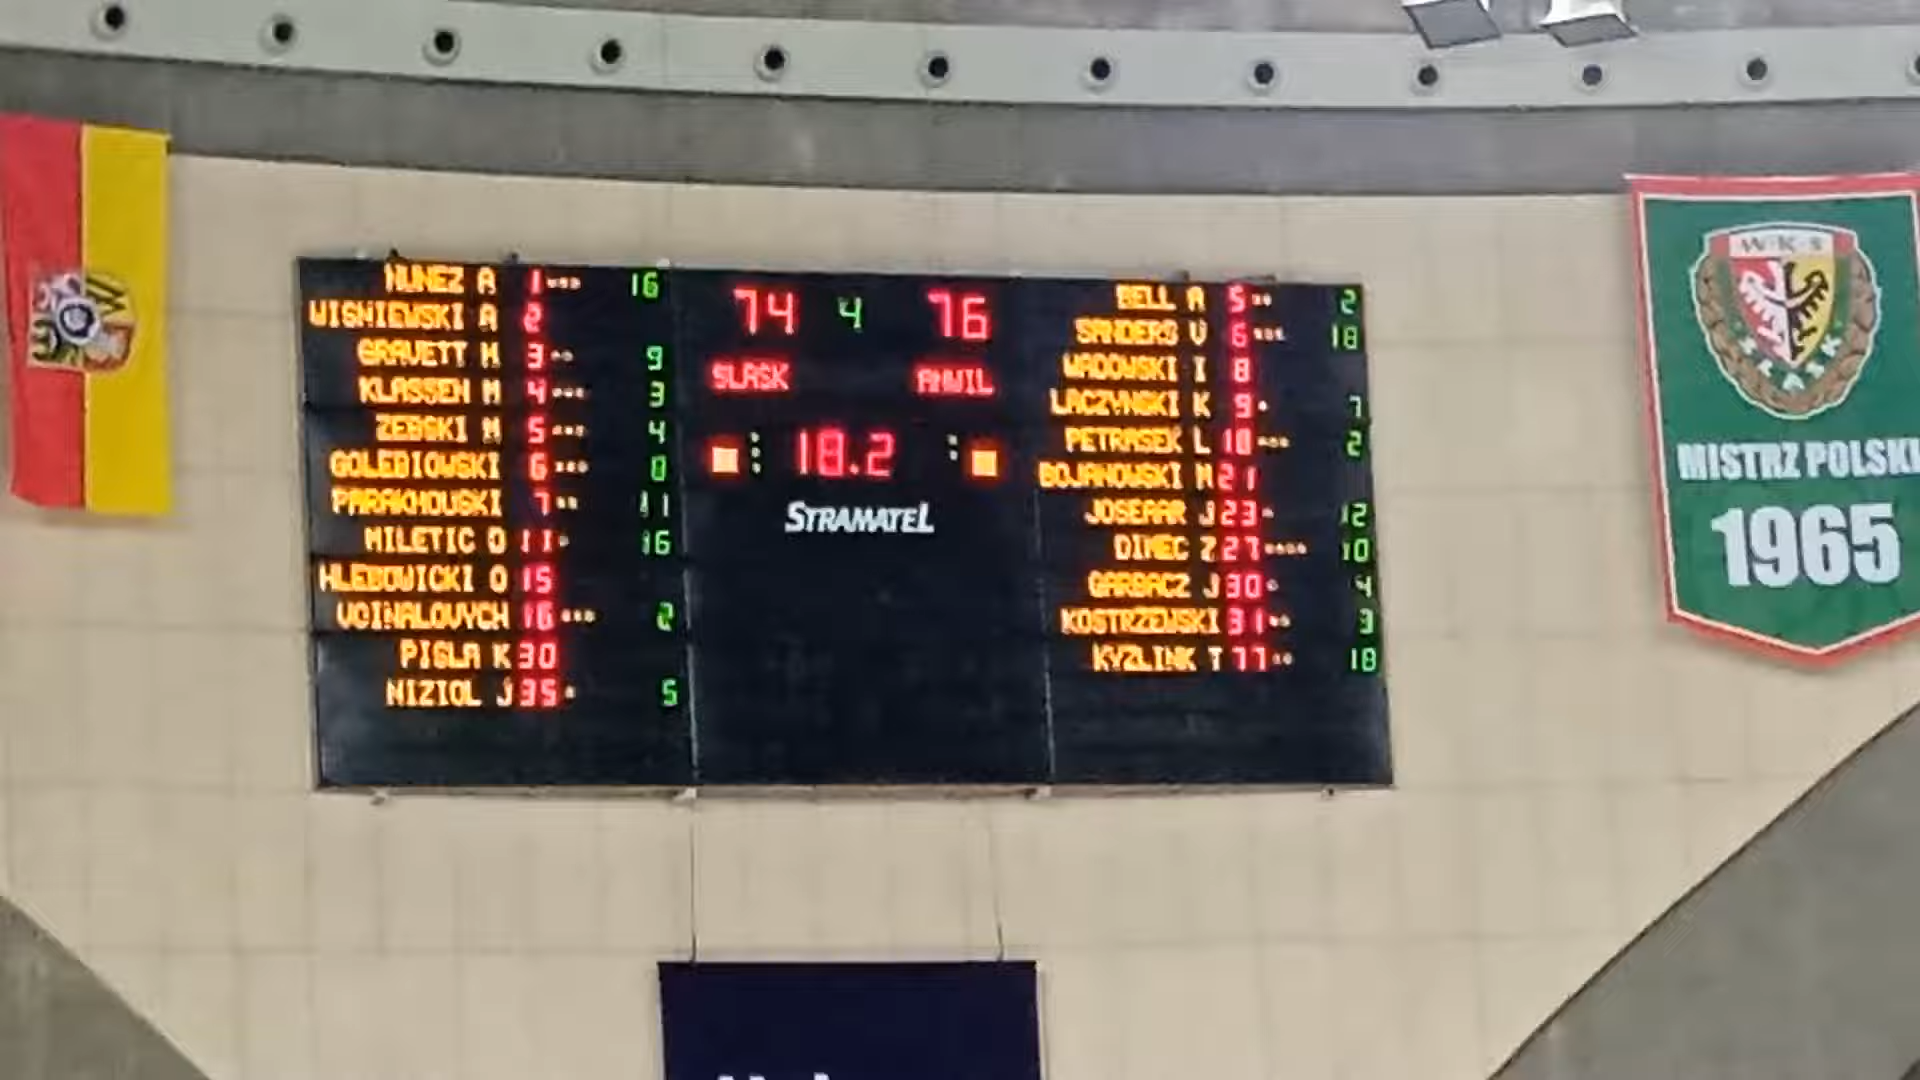 NUNEZ A 1 16
WISNIEWSKI A 2
GRAVETT H 3 9
KLASSEN M 4 3
ZEBSKI M 5 4
GOLEBIOWSKI 6 0
PARAKHOUSKI 7 11
MILETIC O 11 16
HLEBOWICKI O 15
VOINALOVYCH 16 2
PIGLA K 30
NIZIOL J 35 5
74 4 76
SLASK ANWIL
18.2
STRAMATEL
BELL A 5 2
SANDERS V 6 18
WADOWSKI I 8
LACZYNSKI K 9 7
PETRASEK L 10 2
BOJANOWSKI M 21
JOSEAAR J 23 12
DIMEC Z 27 10
GARBACZ J 30 4
KOSTRZEWSKI 31 3
KYZLINK T 77 18
W·K·S
ŚLĄSK
MISTRZ POLSKI
1965